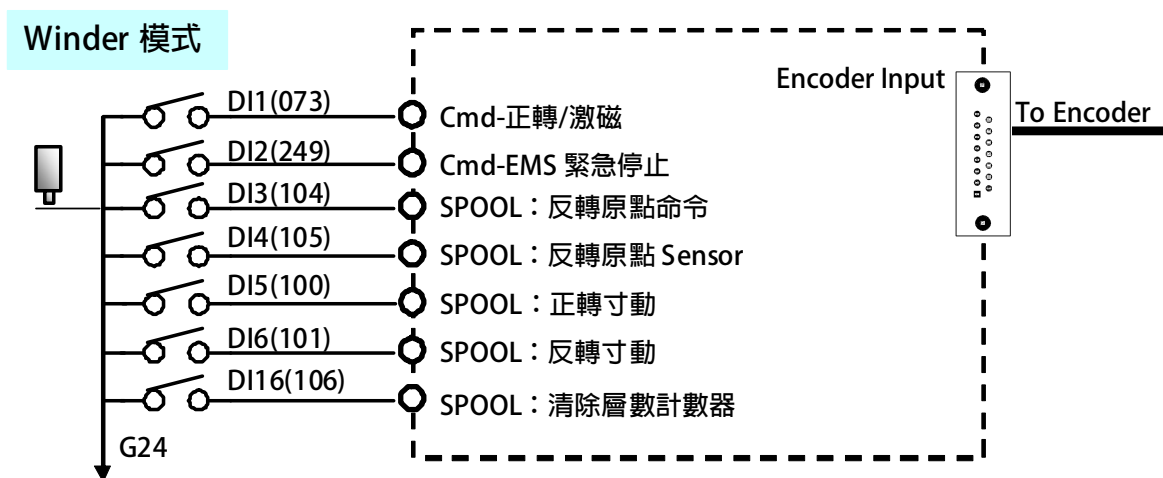 Winder 模式
Encoder Input
To Encoder
DI1(073)
Cmd-正轉/激磁
DI2(249)
Cmd-EMS 緊急停止
DI3(104)
SPOOL：反轉原點命令
DI4(105)
SPOOL：反轉原點 Sensor
DI5(100)
SPOOL：正轉寸動
DI6(101)
SPOOL：反轉寸動
DI16(106)
SPOOL：清除層數計數器
G24